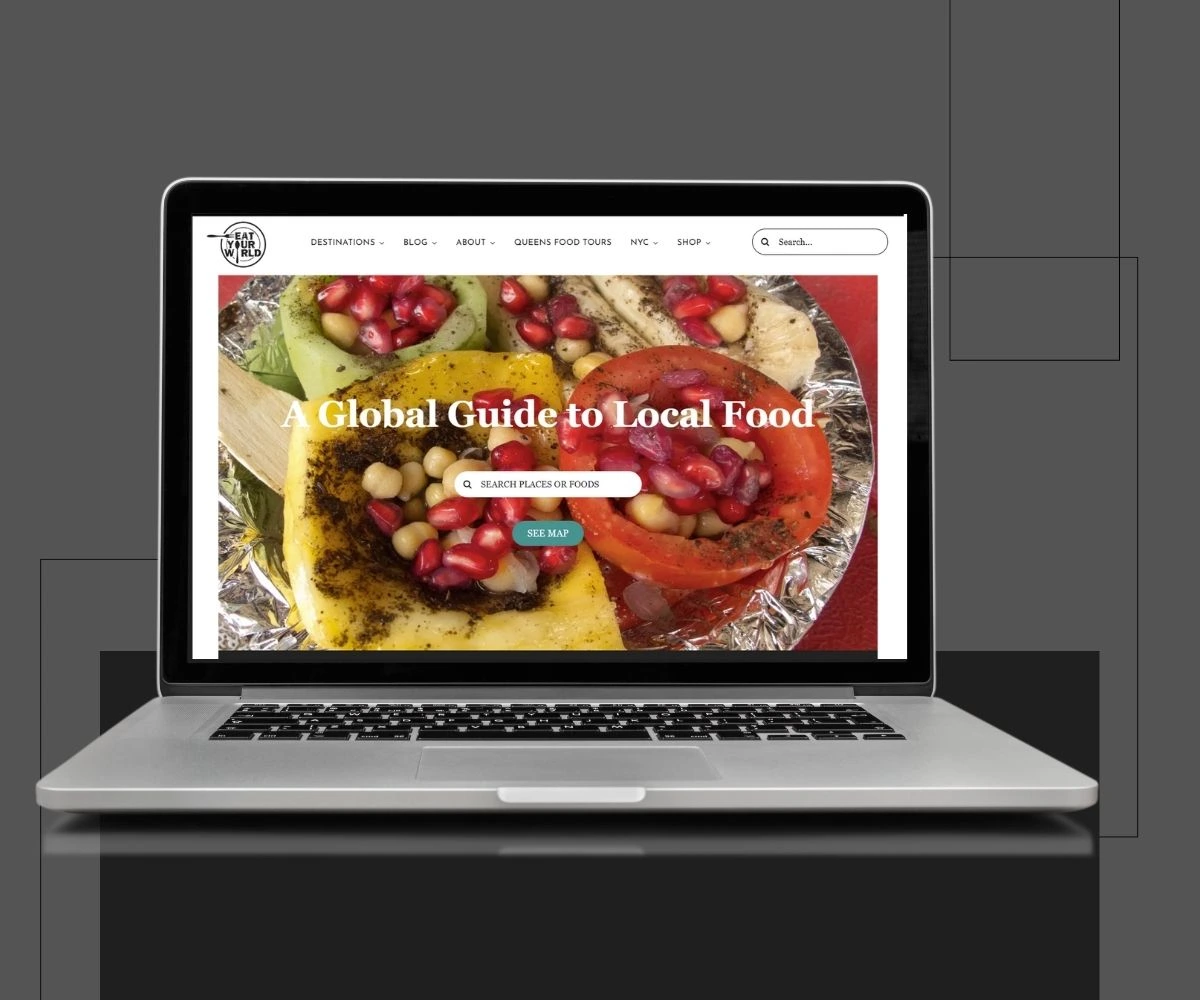 EAT
YOUR
WORLD
DESTINATIONS BLOG ABOUT QUEENS FOOD TOURS NYC SHOP Search...
A Global Guide to Local Food
SEARCH PLACES OR FOODS
SEE MAP